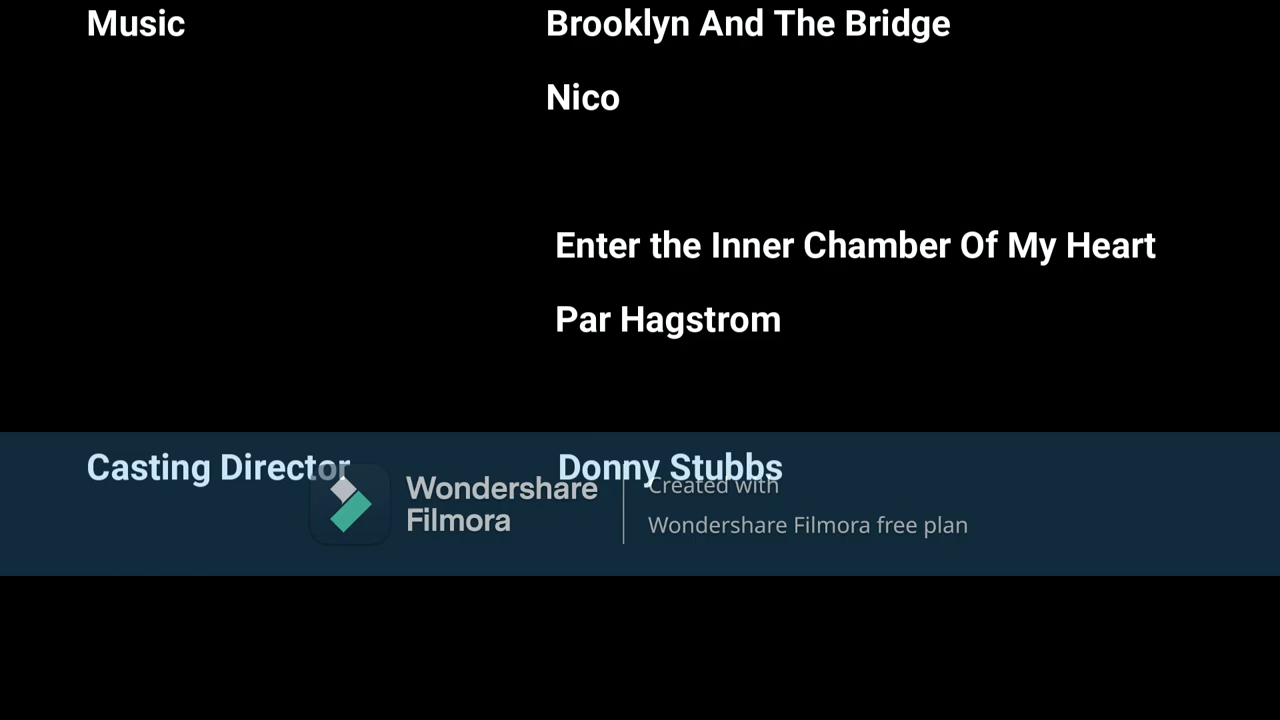 Music Brooklyn And The Bridge
Nico
Enter the Inner Chamber Of My Heart
Par Hagstrom
Casting Director Donny Stubbs
Wondershare Filmora
Created with
Wondershare Filmora free plan